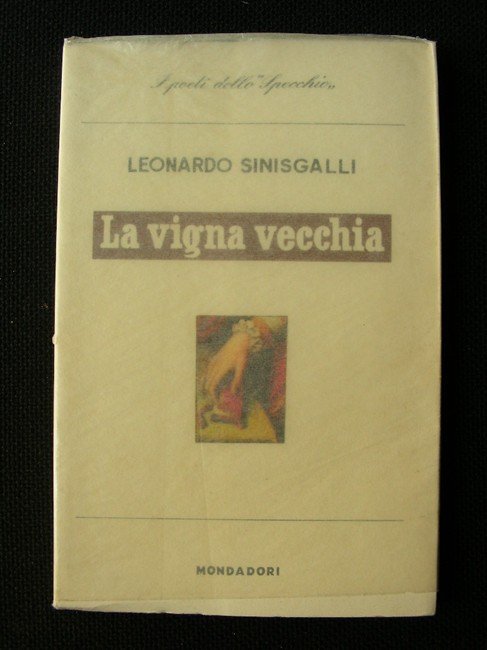 I poeti dello "Specchio„
LEONARDO SINISGALLI
La vigna vecchia
MONDADORI